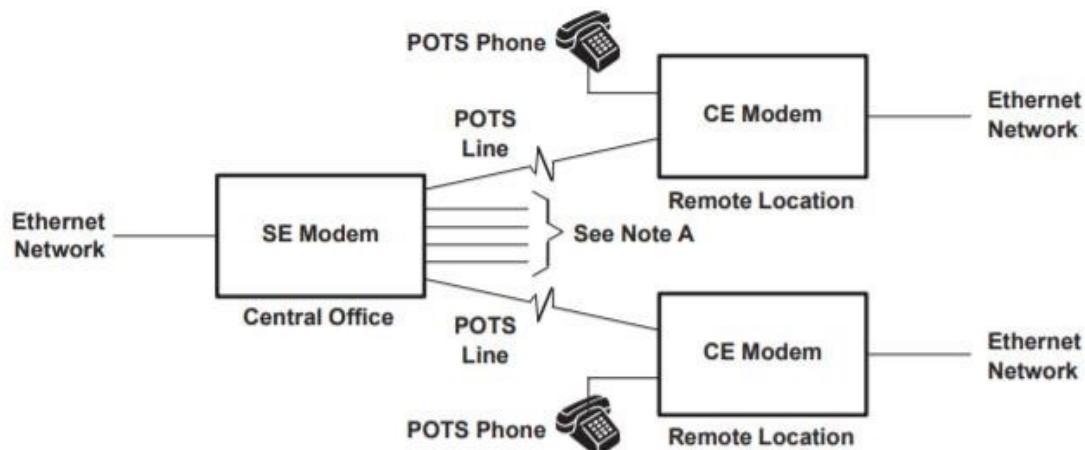 POTS Phone
CE Modem
Ethernet
Network
POTS
Line
Remote Location
Ethernet
Network
SE Modem
See Note A
Central Office
POTS
Line
CE Modem
Ethernet
Network
POTS Phone
Remote Location